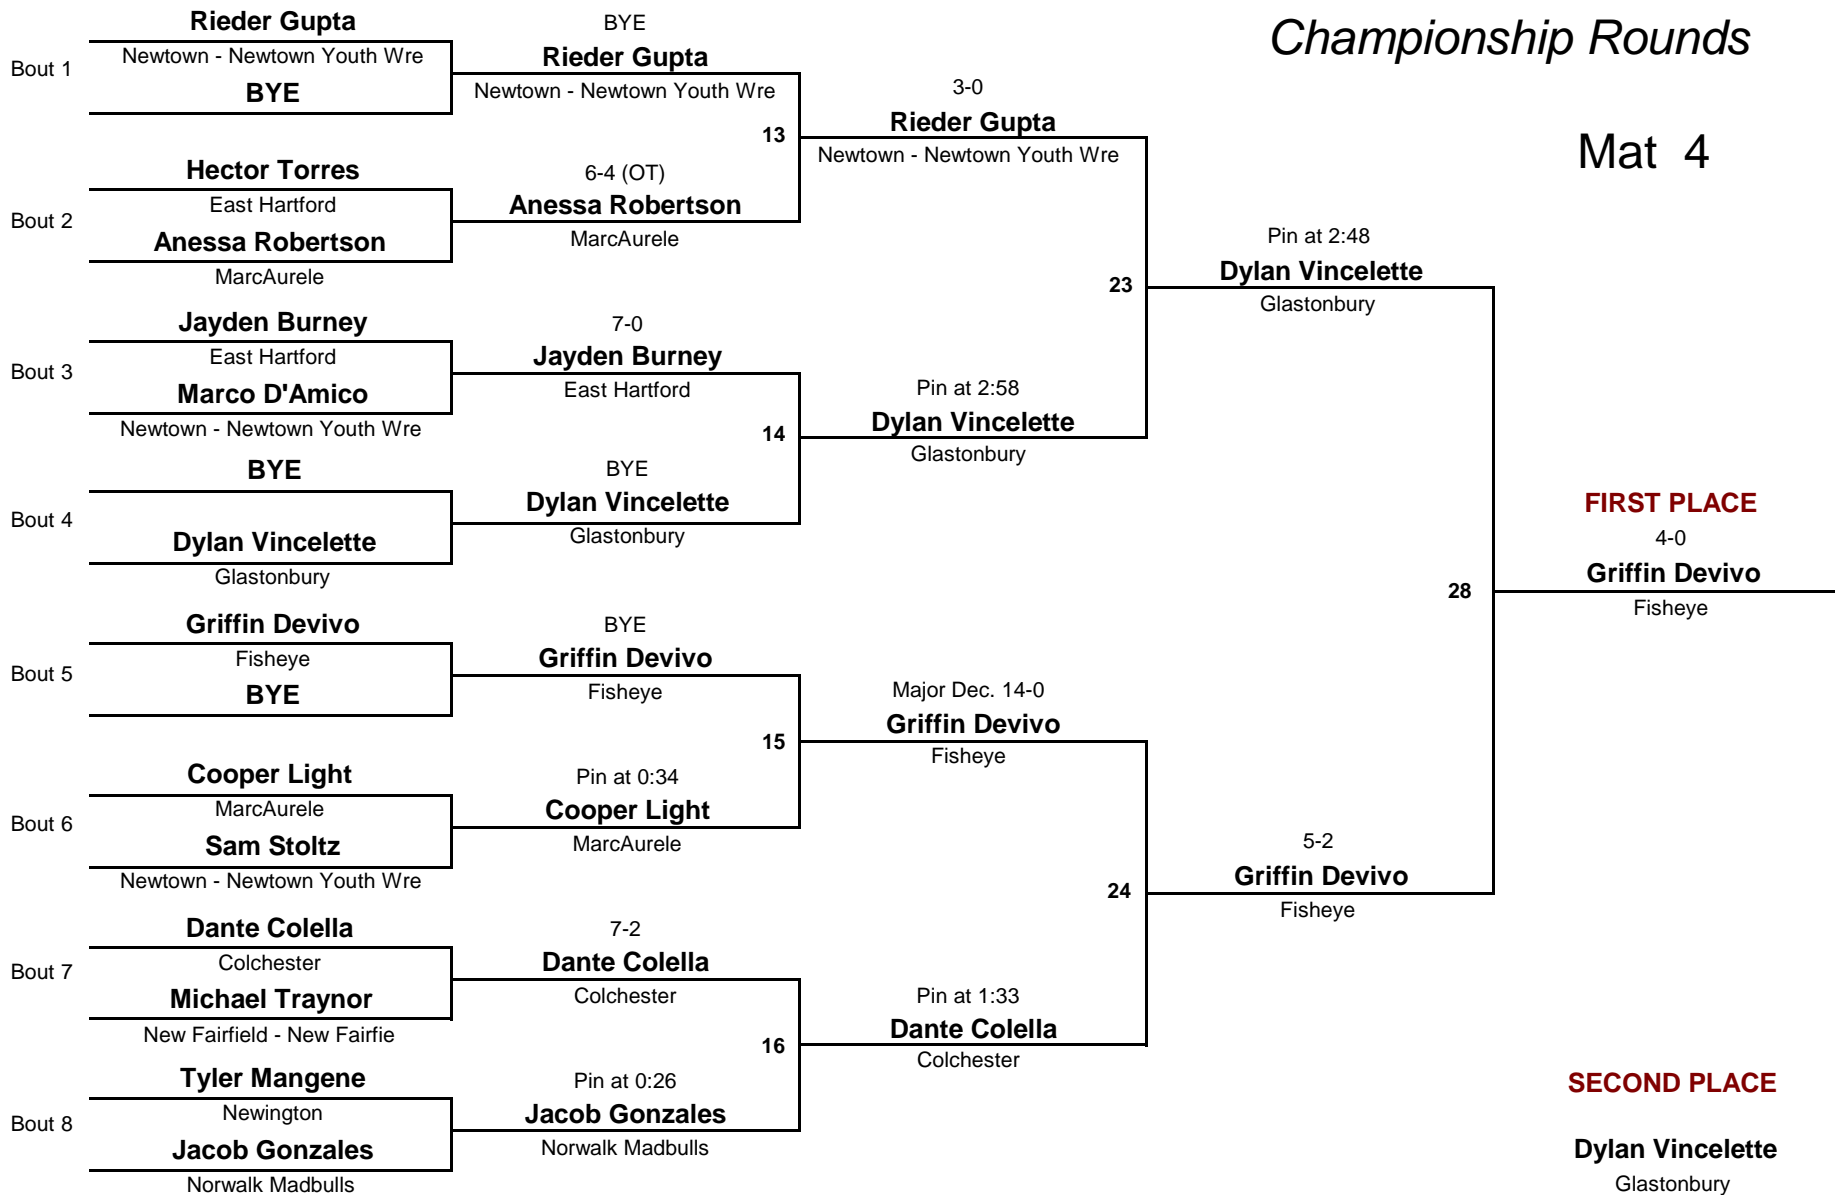 Championship Rounds
Mat 4
Bout 1
Rieder Gupta
Newtown - Newtown Youth Wre
BYE
Bout 2
Hector Torres
East Hartford
Anessa Robertson
MarcAurele
Bout 3
Jayden Burney
East Hartford
Marco D'Amico
Newtown - Newtown Youth Wre
Bout 4
BYE
Dylan Vincelette
Glastonbury
Bout 5
Griffin Devivo
Fisheye
BYE
Bout 6
Cooper Light
MarcAurele
Sam Stoltz
Newtown - Newtown Youth Wre
Bout 7
Dante Colella
Colchester
Michael Traynor
New Fairfield - New Fairfie
Bout 8
Tyler Mangene
Newington
Jacob Gonzales
Norwalk Madbulls
BYE
Rieder Gupta
Newtown - Newtown Youth Wre
13
6-4 (OT)
Anessa Robertson
MarcAurele
7-0
Jayden Burney
East Hartford
14
BYE
Dylan Vincelette
Glastonbury
BYE
Griffin Devivo
Fisheye
15
Pin at 0:34
Cooper Light
MarcAurele
7-2
Dante Colella
Colchester
16
Pin at 0:26
Jacob Gonzales
Norwalk Madbulls
3-0
Rieder Gupta
Newtown - Newtown Youth Wre
23
Pin at 2:58
Dylan Vincelette
Glastonbury
Major Dec. 14-0
Griffin Devivo
Fisheye
24
Pin at 1:33
Dante Colella
Colchester
Pin at 2:48
Dylan Vincelette
Glastonbury
28
5-2
Griffin Devivo
Fisheye
FIRST PLACE
4-0
Griffin Devivo
Fisheye
SECOND PLACE
Dylan Vincelette
Glastonbury